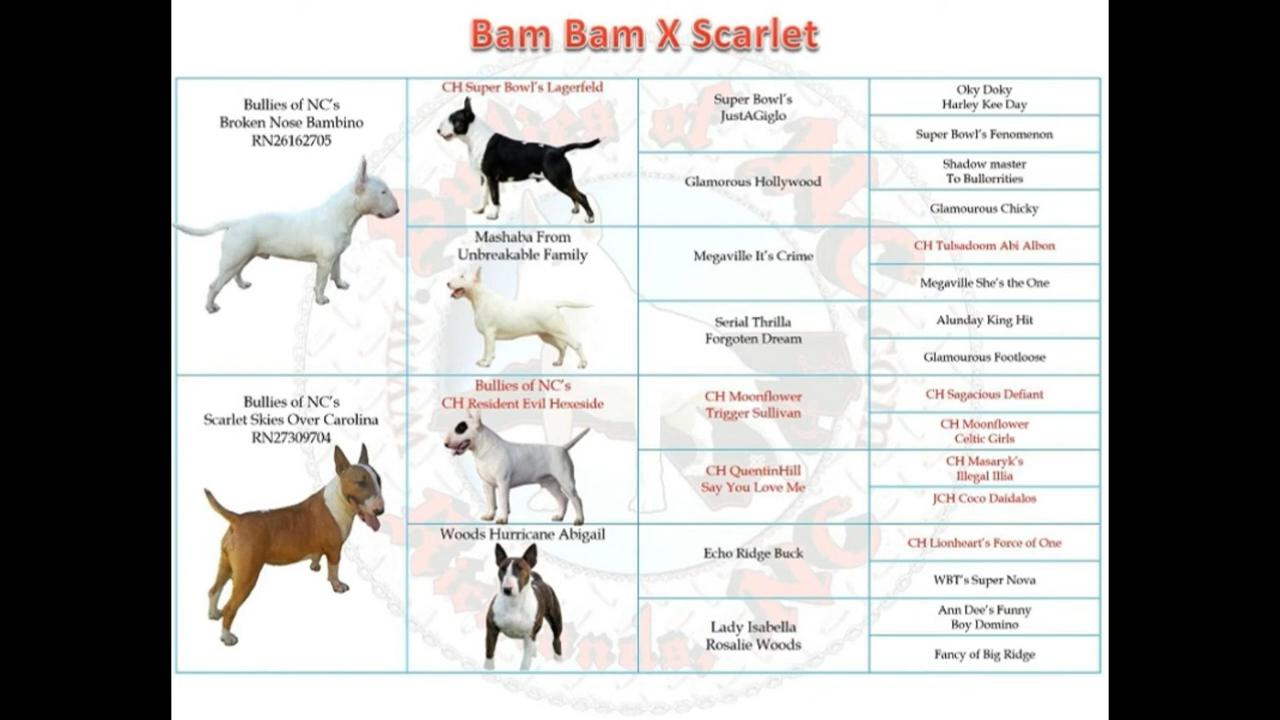 Bam Bam X Scarlet
Bullies of NC's
Broken Nose Bambino
RN26162705
CH Super Bowl's Lagerfeld
Mashaba From
Unbreakable Family
Super Bowl's
JustAGiglo
Glamorous Hollywood
Megaville It's Crime
Serial Thrilla
Forgoten Dream
Oky Doky
Harley Kee Day
Super Bowl's Fenomenon
Shadow master
To Bullorrities
Glamourous Chicky
CH Tulsadoom Abi Albon
Megaville She's the One
Alunday King Hit
Glamourous Footloose
Bullies of NC's
Scarlet Skies Over Carolina
RN27309704
Bullies of NC's
CH Resident Evil Hexeside
Woods Hurricane Abigail
CH Moonflower
Trigger Sullivan
CH QuentinHill
Say You Love Me
Echo Ridge Buck
Lady Isabella
Rosalie Woods
CH Sagacious Defiant
CH Moonflower
Celtic Girls
CH Masaryk's
Illegal Illia
JCH Coco Daidalos
CH Lionheart's Force of One
WBT's Super Nova
Ann Dee's Funny
Boy Domino
Fancy of Big Ridge